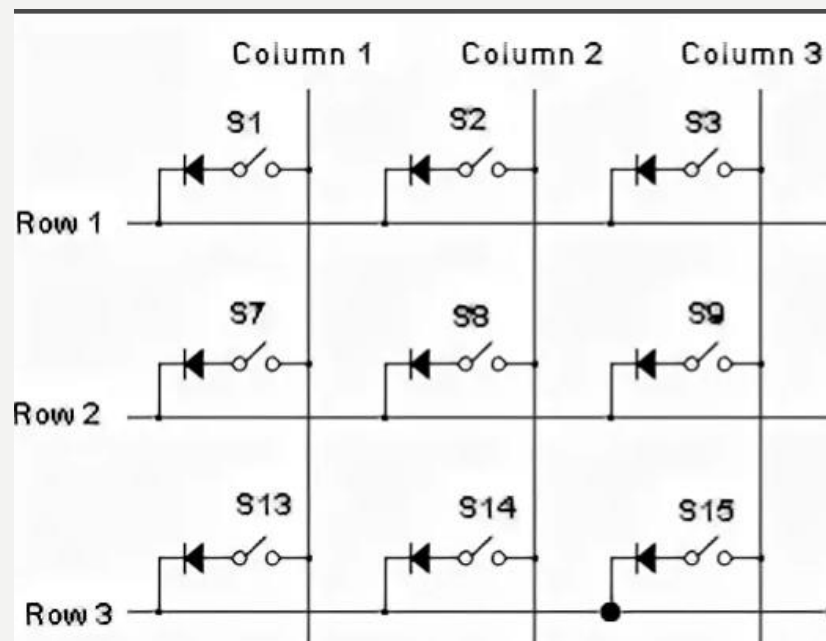 Column 1 Column 2 Column 3
S1 S2 S3
Row 1
S7 S8 S9
Row 2
S13 S14 S15
Row 3